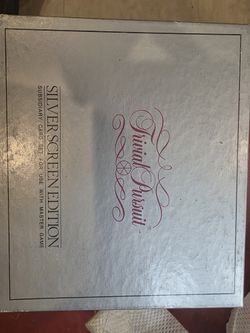 Trivial Pursuit
SILVER SCREEN EDITION
SUBSIDIARY CARD SET FOR USE WITH MASTER GAME